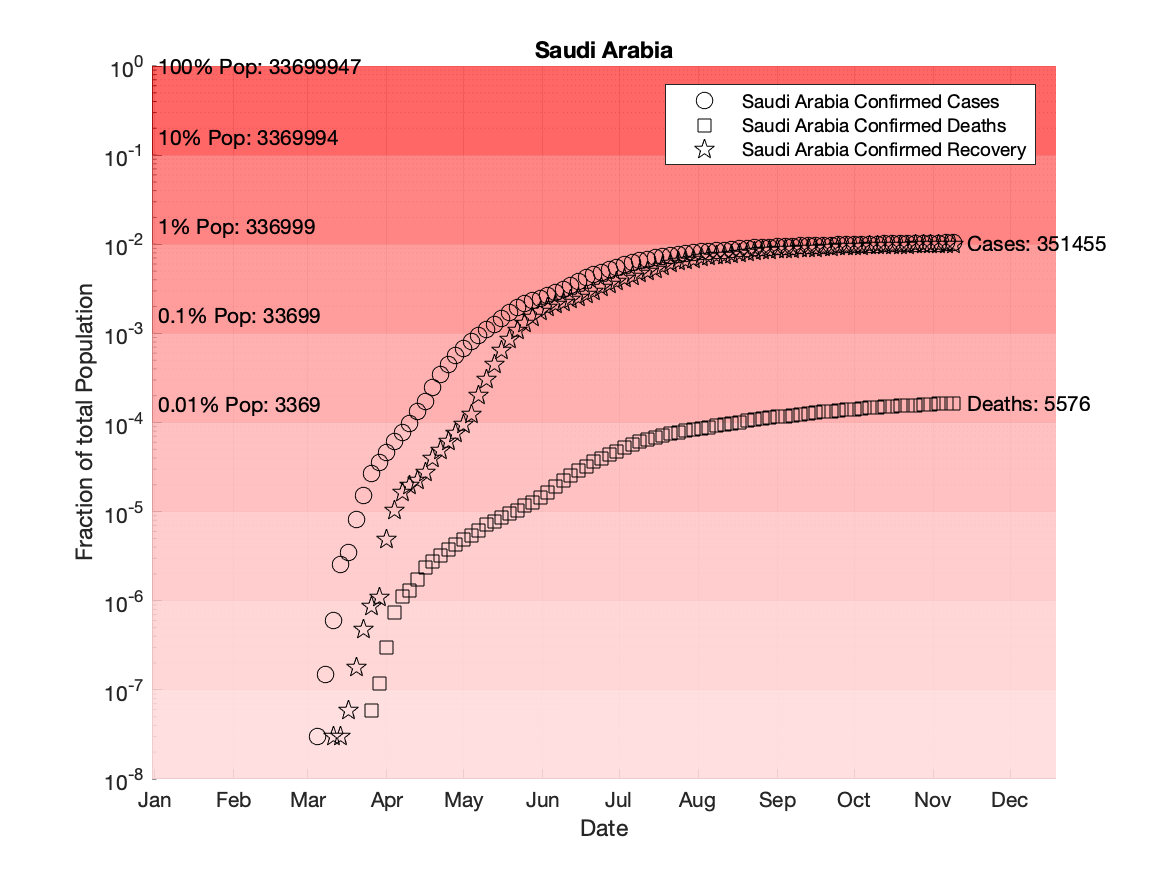 Saudi Arabia
10^0
100% Pop: 33699947
Saudi Arabia Confirmed Cases
Saudi Arabia Confirmed Deaths
Saudi Arabia Confirmed Recovery
10% Pop: 3369994
10^-1
1% Pop: 336999
10^-2
Cases: 351455
0.1% Pop: 33699
10^-3
0.01% Pop: 3369
Deaths: 5576
10^-4
10^-5
10^-6
10^-7
10^-8
Fraction of total Population
Jan Feb Mar Apr May Jun Jul Aug Sep Oct Nov Dec
Date